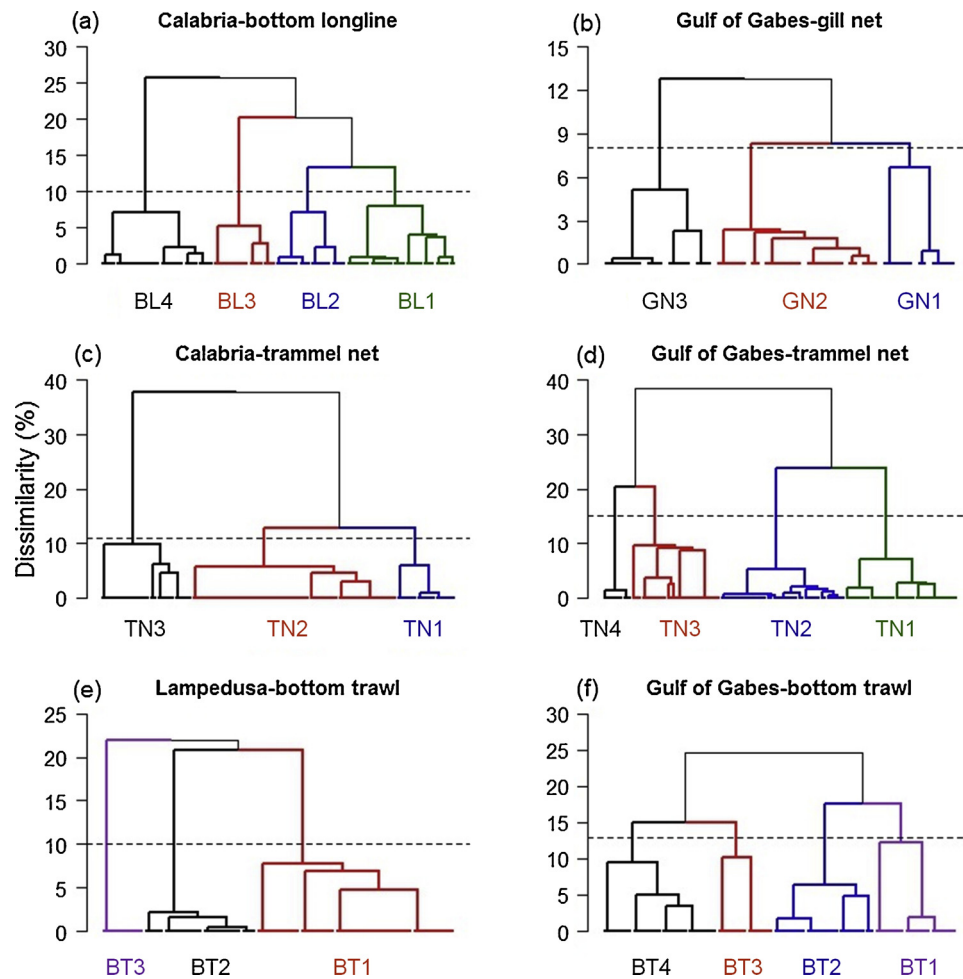 (a) Calabria-bottom longline
30
25
20
15
10
5
0
BL4 BL3 BL2 BL1
(b) Gulf of Gabes-gill net
15
12
9
6
3
0
GN3 GN2 GN1
Dissimilarity (%)
(c) Calabria-trammel net
40
30
20
10
0
TN3 TN2 TN1
(d) Gulf of Gabes-trammel net
40
30
20
10
0
TN4 TN3 TN2 TN1
(e) Lampedusa-bottom trawl
25
20
15
10
5
0
BT3 BT2 BT1
(f) Gulf of Gabes-bottom trawl
30
25
20
15
10
5
0
BT4 BT3 BT2 BT1